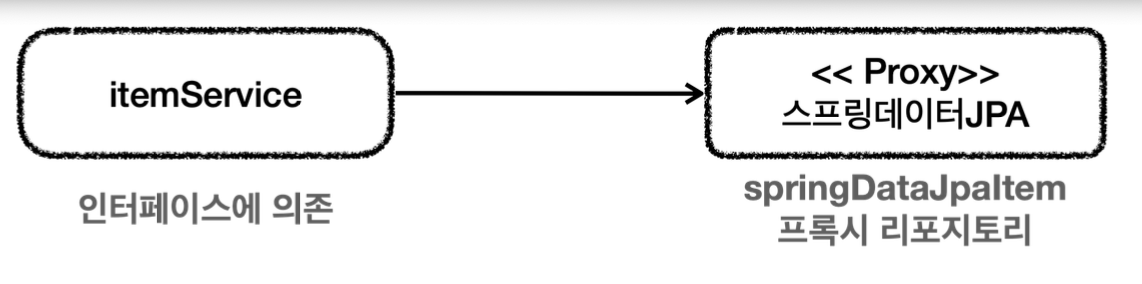 itemService
인터페이스에 의존
<< Proxy>>
스프링데이터JPA
springDataJpaItem
프록시 리포지토리